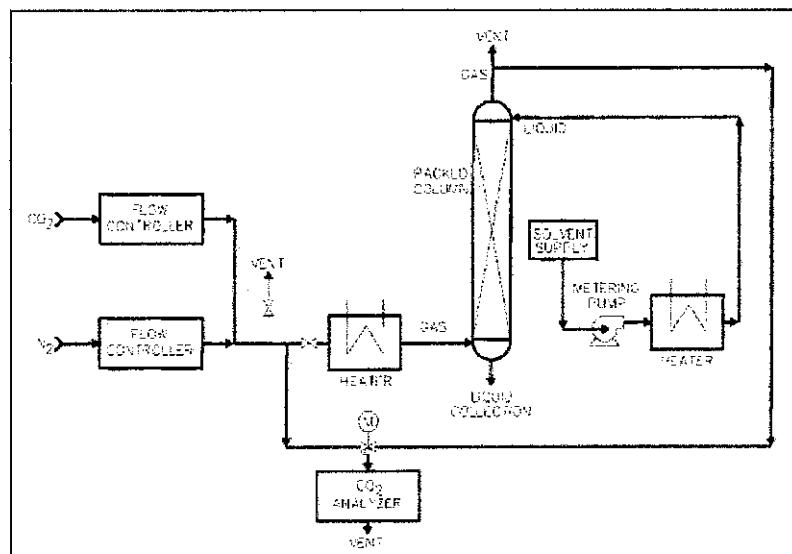 VENT
GAS
LIQUID
PACKED
COLUMN
CO2
FLOW
CONTROLLER
SOLVENT
SUPPLY
VENT
METERING
PUMP
N2
FLOW
CONTROLLER
GAS
HEATER
HEATER
LIQUID
COLLECTION
M
CO2
ANALYZER
VENT